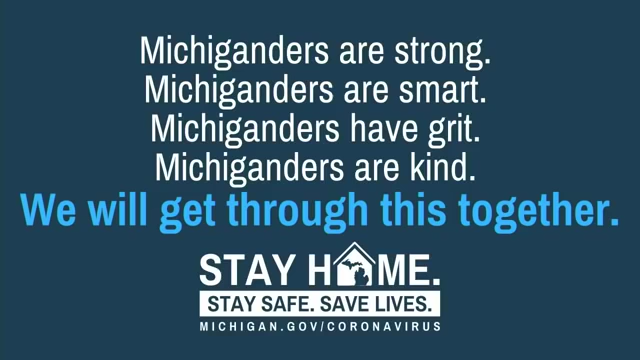 Michiganders are strong.
Michiganders are smart.
Michiganders have grit.
Michiganders are kind.
We will get through this together.
STAY HOME.
STAY SAFE. SAVE LIVES.
MICHIGAN.GOV/CORONAVIRUS